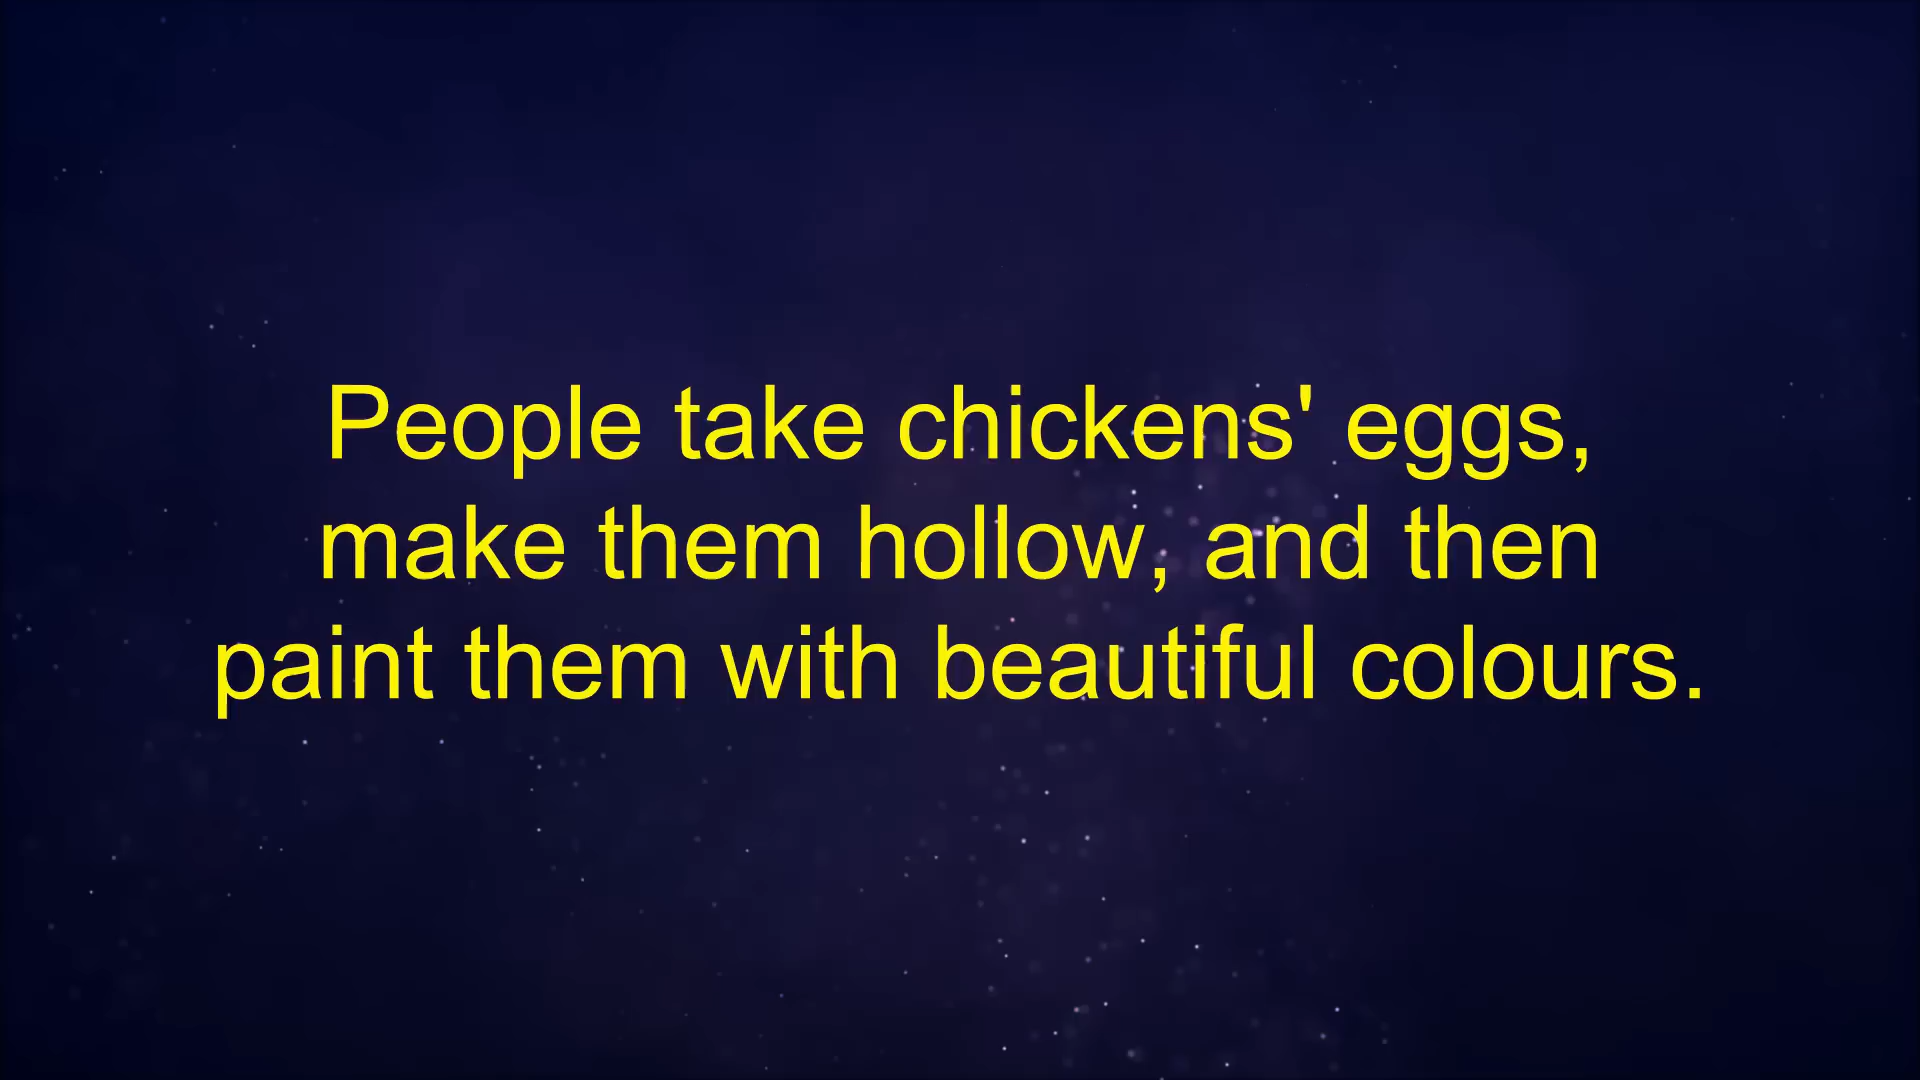 People take chickens' eggs,
make them hollow, and then
paint them with beautiful colours.